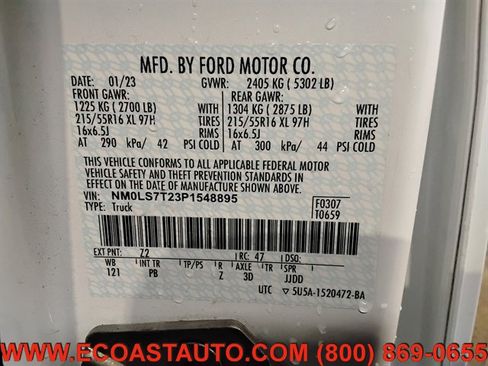 MFD. BY FORD MOTOR CO.
DATE: 01/23 GVWR: 2405 KG ( 5302 LB)
FRONT GAWR: REAR GAWR:
1225 KG ( 2700 LB) WITH 1304 KG ( 2875 LB) WITH
215/55R16 XL 97H TIRES 215/55R16 XL 97H TIRES
16x6.5J RIMS 16x6.5J RIMS
AT 290 kPa/ 42 PSI COLD AT 300 kPa/ 44 PSI COLD
THIS VEHICLE CONFORMS TO ALL APPLICABLE FEDERAL MOTOR
VEHICLE SAFETY AND THEFT PREVENTION STANDARDS IN
EFFECT ON THE DATE OF MANUFACTURE SHOWN ABOVE.
VIN: NM0LS7T23P1548895 F0307
TYPE: Truck T0659
EXT PNT: Z2 RC: 47 DSO:
WB INT TR TP/PS R AXLE TR SPR
121 PB Z 3D JJDD
UTC ▽ 5U5A-1520472-BA
WWW.ECOASTAUTO.COM (800) 869-0655